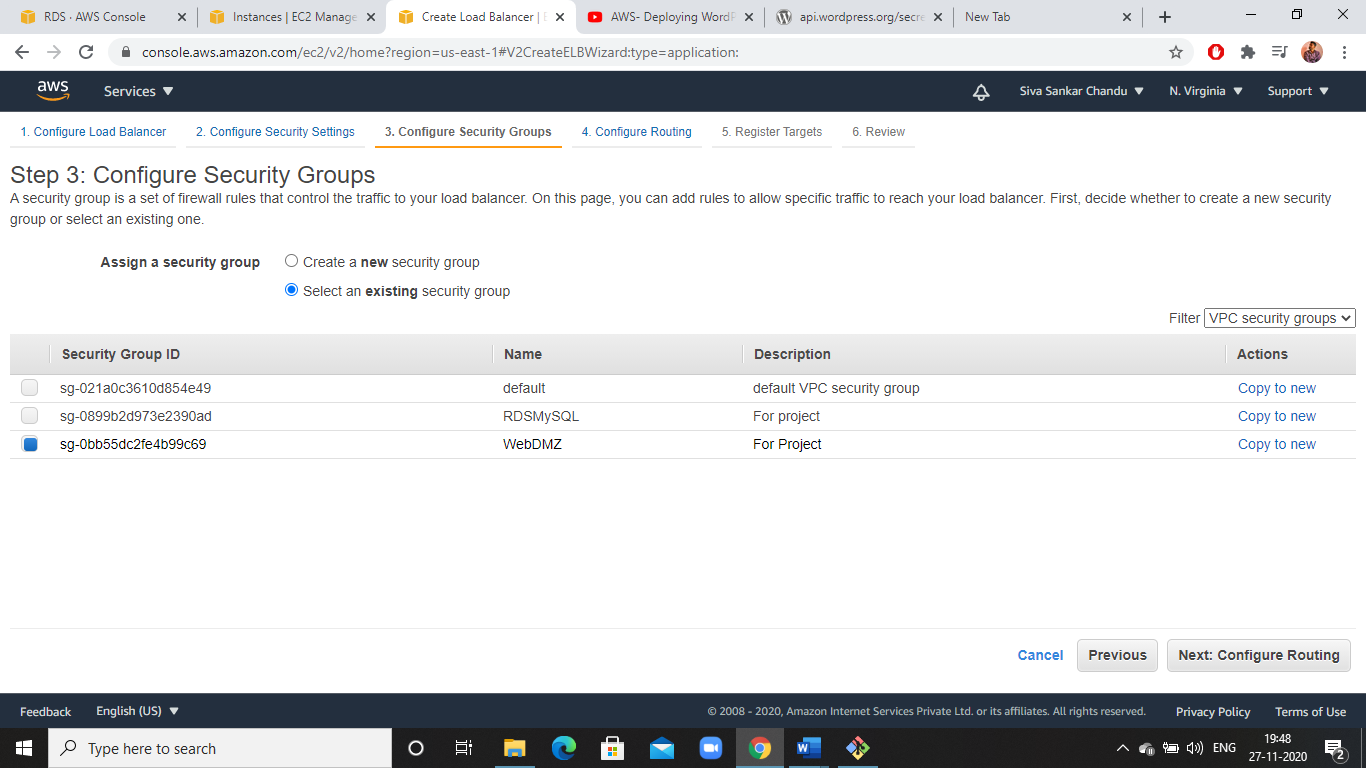 RDS · AWS Console
Instances | EC2 Manage
Create Load Balancer | E
AWS- Deploying WordP
api.wordpress.org/secre
New Tab
console.aws.amazon.com/ec2/v2/home?region=us-east-1#V2CreateELBWizard:type=application:
aws
Services
Siva Sankar Chandu
N. Virginia
Support
1. Configure Load Balancer
2. Configure Security Settings
3. Configure Security Groups
4. Configure Routing
5. Register Targets
6. Review
Step 3: Configure Security Groups
A security group is a set of firewall rules that control the traffic to your load balancer. On this page, you can add rules to allow specific traffic to reach your load balancer. First, decide whether to create a new security
group or select an existing one.
Assign a security group
Create a new security group
Select an existing security group
Filter VPC security groups
Security Group ID Name Description Actions
sg-021a0c3610d854e49 default default VPC security group Copy to new
sg-0899b2d973e2390ad RDSMySQL For project Copy to new
sg-0bb55dc2fe4b99c69 WebDMZ For Project Copy to new
Cancel
Previous
Next: Configure Routing
Feedback
English (US)
© 2008 - 2020, Amazon Internet Services Private Ltd. or its affiliates. All rights reserved.
Privacy Policy
Terms of Use
Type here to search
ENG
19:48
27-11-2020
2